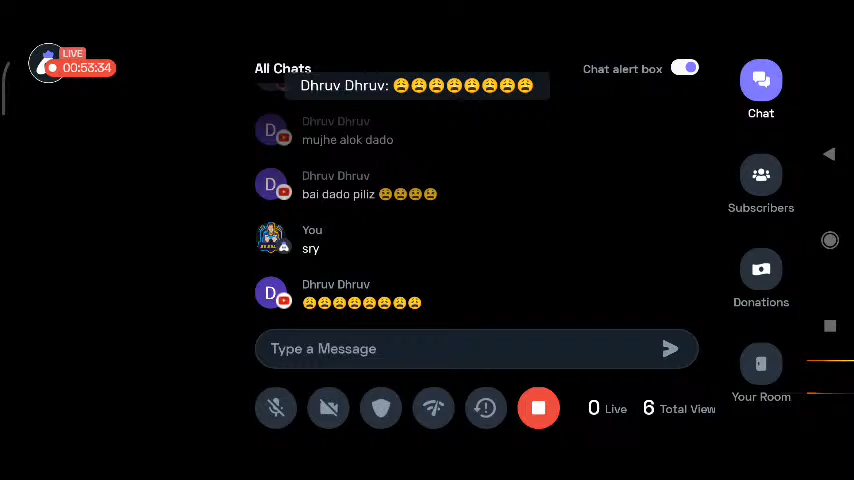 LIVE
00:53:34
All Chats
Chat alert box
Dhruv Dhruv: 😩😩😩😩😩😩😩😩
Dhruv Dhruv
mujhe alok dado
Dhruv Dhruv
bai dado piliz 😫😫😫😫
You
sry
Dhruv Dhruv
😩😩😩😩😩😩😩😩
Type a Message
0 Live
6 Total View
Chat
Subscribers
Donations
Your Room